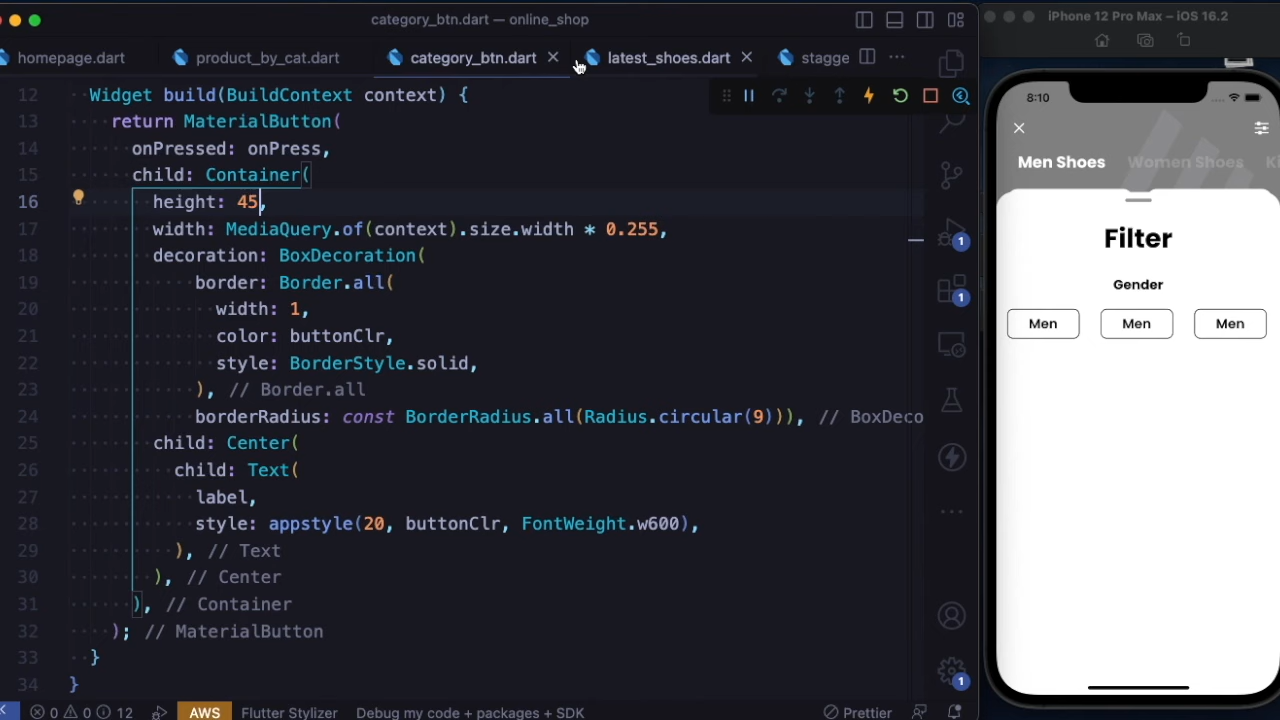 category_btn.dart — online_shop
homepage.dart
product_by_cat.dart
category_btn.dart
latest_shoes.dart
stagge
12 Widget build(BuildContext context) {
13 return MaterialButton(
14 onPressed: onPress,
15 child: Container(
16 height: 45,
17 width: MediaQuery.of(context).size.width * 0.255,
18 decoration: BoxDecoration(
19 border: Border.all(
20 width: 1,
21 color: buttonClr,
22 style: BorderStyle.solid,
23 ), // Border.all
24 borderRadius: const BorderRadius.all(Radius.circular(9))), // BoxDeco
25 child: Center(
26 child: Text(
27 label,
28 style: appstyle(20, buttonClr, FontWeight.w600),
29 ), // Text
30 ), // Center
31 ), // Container
32 ); // MaterialButton
33 }
34 }
1
1
1
0 0 12 AWS Flutter Stylizer Debug my code + packages + SDK Prettier
iPhone 12 Pro Max – iOS 16.2
8:10
Men Shoes Women Shoes K
Filter
Gender
Men Men Men